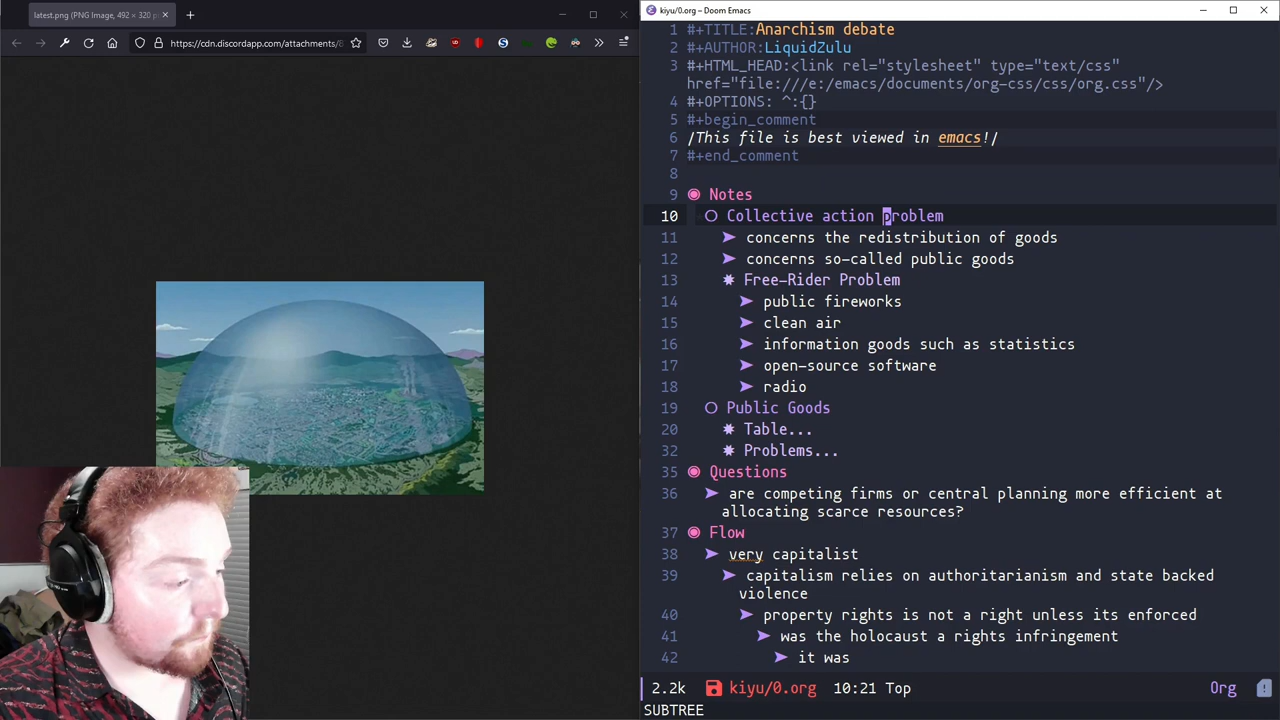 latest.png (PNG Image, 492 × 320 p
https://cdn.discordapp.com/attachments/8
kiyu/0.org – Doom Emacs
1 #+TITLE:Anarchism debate
2 #+AUTHOR:LiquidZulu
3 #+HTML_HEAD:<link rel="stylesheet" type="text/css"
href="file:///e:/emacs/documents/org-css/css/org.css"/>
4 #+OPTIONS: ^:{}
5 #+begin_comment
6 /This file is best viewed in emacs!/
7 #+end_comment
8
9 Notes
10 Collective action problem
11 concerns the redistribution of goods
12 concerns so-called public goods
13 Free-Rider Problem
14 public fireworks
15 clean air
16 information goods such as statistics
17 open-source software
18 radio
19 Public Goods
20 Table...
32 Problems...
35 Questions
36 are competing firms or central planning more efficient at
allocating scarce resources?
37 Flow
38 very capitalist
39 capitalism relies on authoritarianism and state backed
violence
40 property rights is not a right unless its enforced
41 was the holocaust a rights infringement
42 it was
2.2k kiyu/0.org 10:21 Top Org
SUBTREE